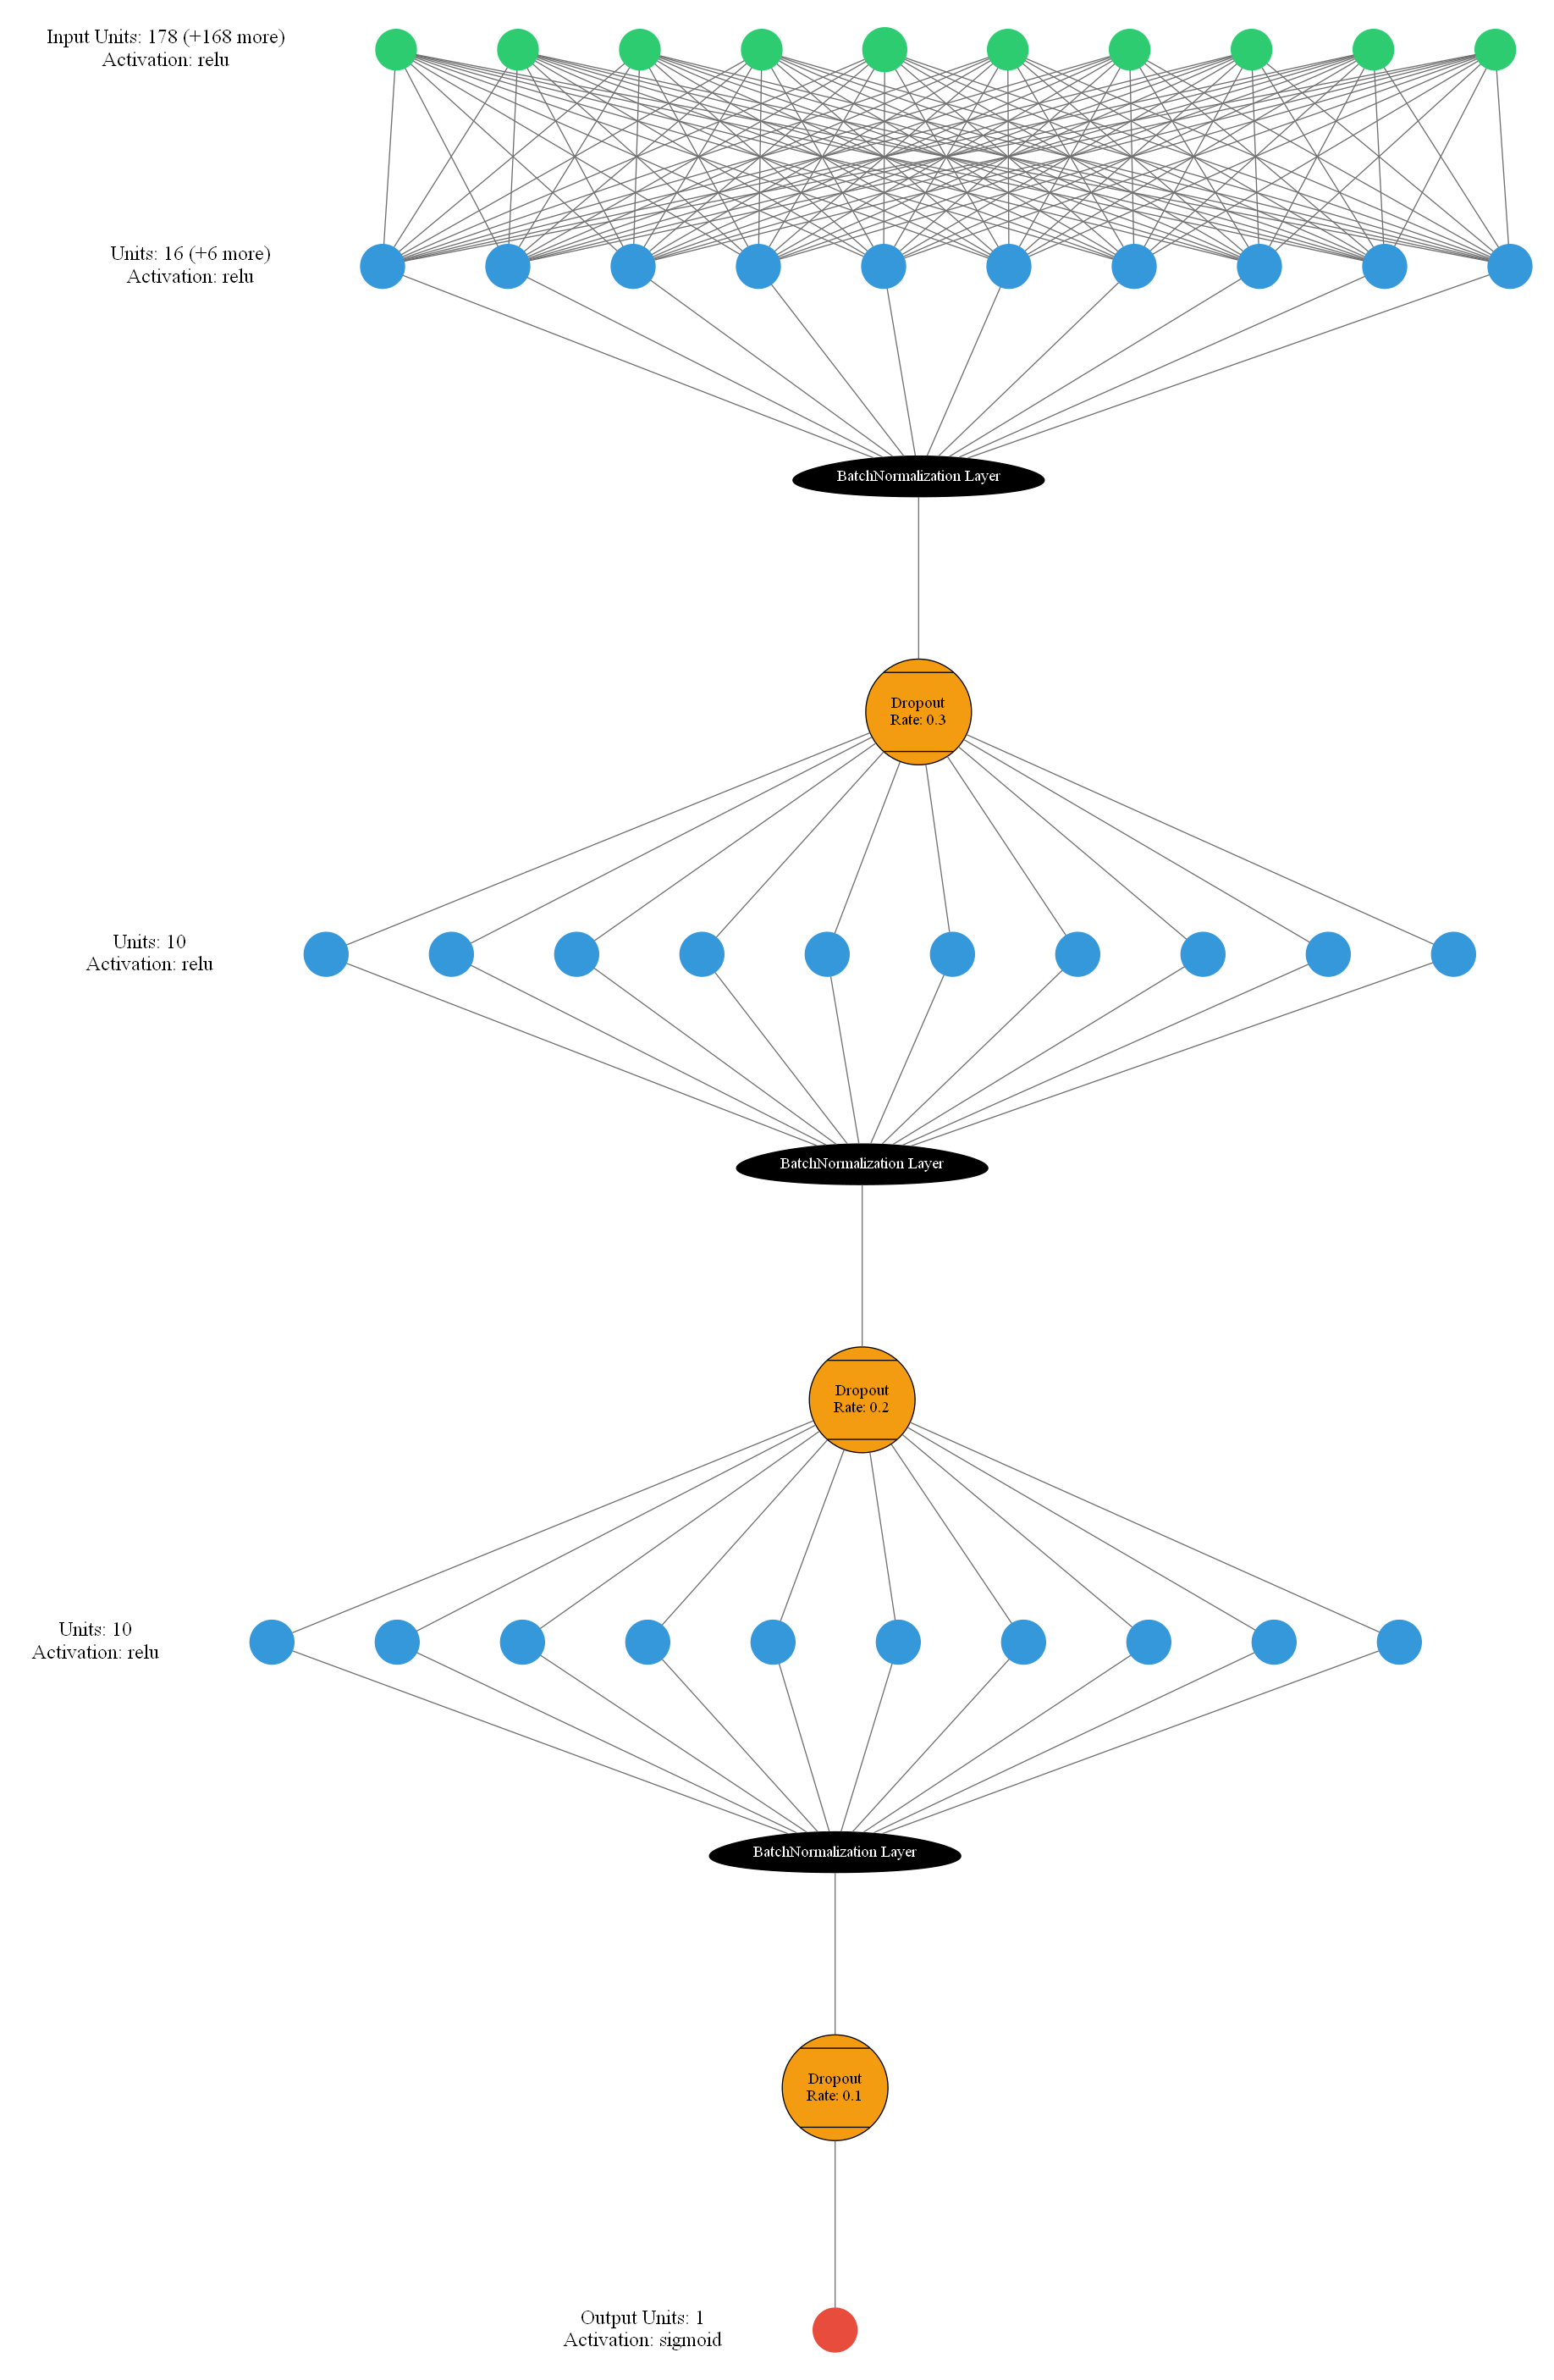 Input Units: 178 (+168 more)
Activation: relu
Units: 16 (+6 more)
Activation: relu
BatchNormalization Layer
Dropout
Rate: 0.3
Units: 10
Activation: relu
BatchNormalization Layer
Dropout
Rate: 0.2
Units: 10
Activation: relu
BatchNormalization Layer
Dropout
Rate: 0.1
Output Units: 1
Activation: sigmoid